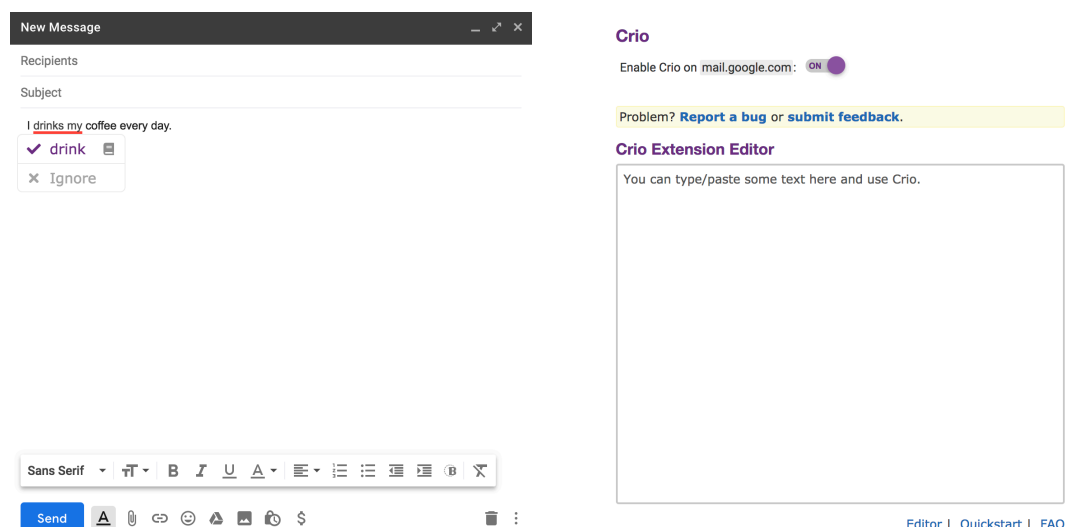 New Message
Recipients
Subject
I drinks my coffee every day.
drink
Ignore
Sans Serif
Send
Crio
Enable Crio on mail.google.com: ON
Problem? Report a bug or submit feedback.
Crio Extension Editor
You can type/paste some text here and use Crio.
Editor | Quickstart | FAQ